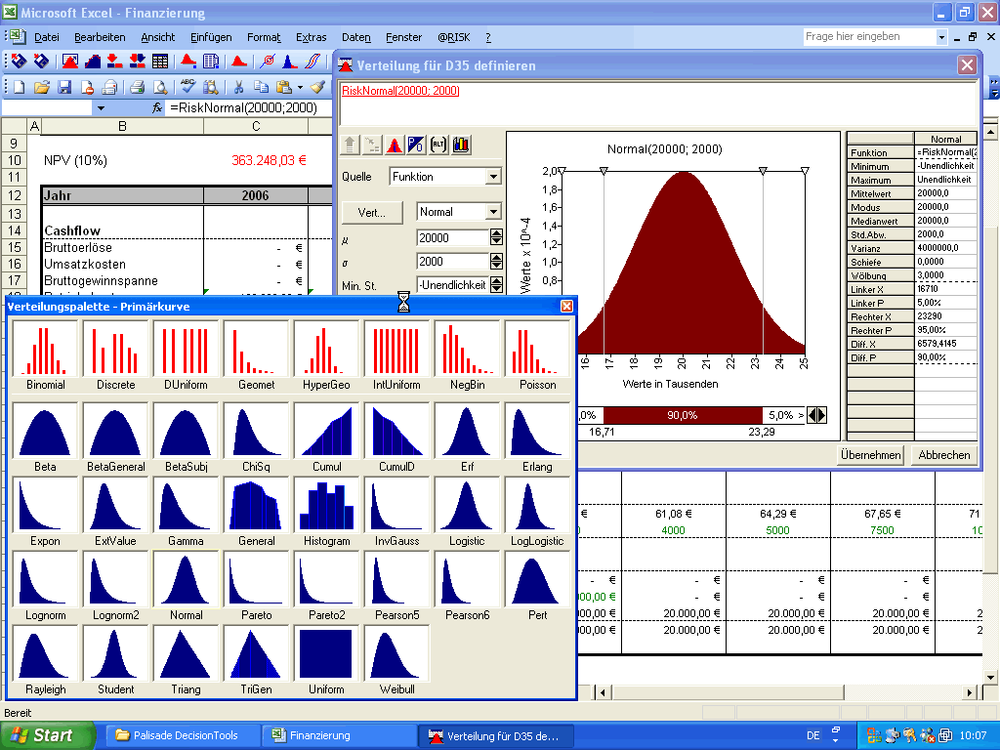 Microsoft Excel - Finanzierung
Datei Bearbeiten Ansicht Einfügen Format Extras Daten Fenster @RISK ?
Frage hier eingeben
fx =RiskNormal(20000;2000)
A B C
9
10 NPV (10%) 363.248,03 €
11
12 Jahr 2006
13
14 Cashflow
15 Bruttoerlöse - €
16 Umsatzkosten - €
17 Bruttogewinnspanne - €
Verteilung für D35 definieren
RiskNormal(20000; 2000)
Quelle Funktion
Vert... Normal
μ 20000
σ 2000
Min. St. -Unendlichkeit
Normal(20000; 2000)
Werte x 10^-4
2,0
1,8
1,6
1,4
1,2
1,0
0,8
16 17 18 19 20 21 22 23 24 25
Werte in Tausenden
,0% 90,0% 5,0% >
16,71 23,29
Normal
Funktion =RiskNormal(2
Minimum -Unendlichkeit
Maximum Unendlichkeit
Mittelwert 20000,0
Modus 20000,0
Medianwert 20000,0
Std.Abw. 2000,0
Varianz 4000000,0
Schiefe 0,0000
Wölbung 3,0000
Linker X 16710
Linker P 5,00%
Rechter X 23290
Rechter P 95,00%
Diff. X 6579,4145
Diff. P 90,00%
Übernehmen Abbrechen
Verteilungspalette - Primärkurve
Binomial Discrete DUniform Geomet HyperGeo IntUniform NegBin Poisson
Beta BetaGeneral BetaSubj ChiSq Cumul CumulD Erf Erlang
Expon ExtValue Gamma General Histogram InvGauss Logistic LogLogistic
Lognorm Lognorm2 Normal Pareto Pareto2 Pearson5 Pearson6 Pert
Rayleigh Student Triang TriGen Uniform Weibull
€ 61,08 € 64,29 € 67,65 € 71
0 4000 5000 7500 10
- € - € - € - €
000,00 € - € - € - €
00,00 € 20.000,00 € 20.000,00 € 20.000,00 € 2
00,00 € 20.000,00 € 20.000,00 € 20.000,00 € 2
Bereit
Start Palisade DecisionTools Finanzierung Verteilung für D35 de... DE 10:07